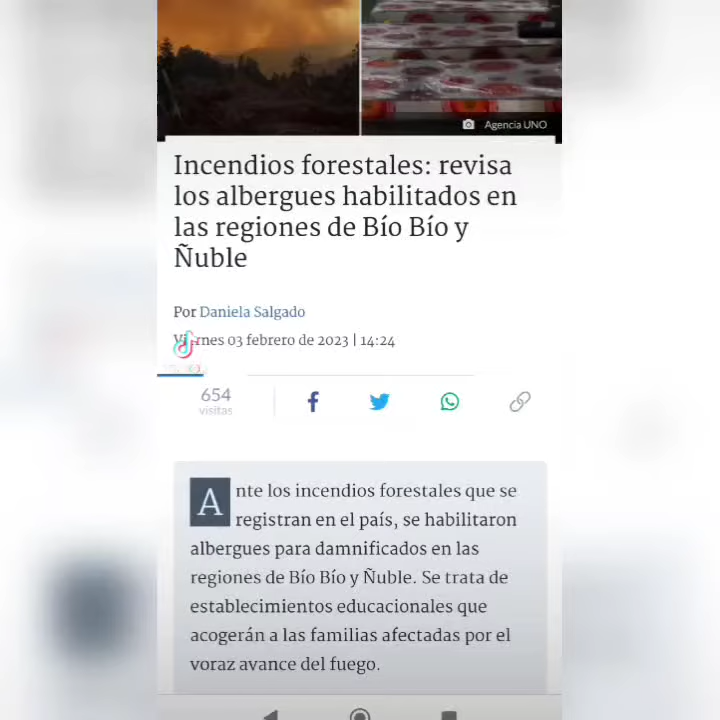 Agencia UNO
Incendios forestales: revisa
los albergues habilitados en
las regiones de Bío Bío y
Ñuble
Por Daniela Salgado
Viernes 03 febrero de 2023 | 14:24
654
visitas
Ante los incendios forestales que se
registran en el país, se habilitaron
albergues para damnificados en las
regiones de Bío Bío y Ñuble. Se trata de
establecimientos educacionales que
acogerán a las familias afectadas por el
voraz avance del fuego.